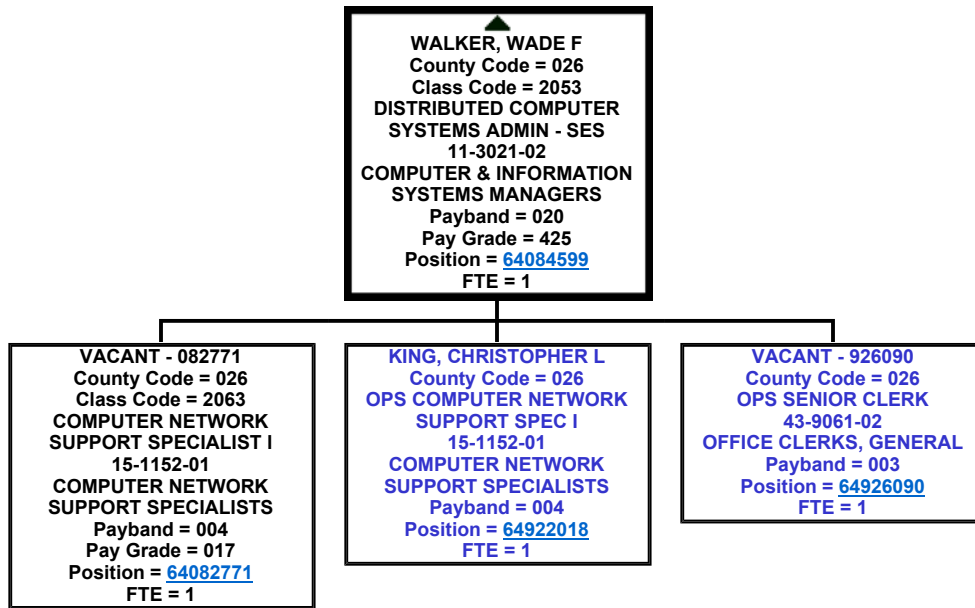 WALKER, WADE F
County Code = 026
Class Code = 2053
DISTRIBUTED COMPUTER
SYSTEMS ADMIN - SES
11-3021-02
COMPUTER & INFORMATION
SYSTEMS MANAGERS
Payband = 020
Pay Grade = 425
Position = 64084599
FTE = 1
VACANT - 082771
County Code = 026
Class Code = 2063
COMPUTER NETWORK
SUPPORT SPECIALIST I
15-1152-01
COMPUTER NETWORK
SUPPORT SPECIALISTS
Payband = 004
Pay Grade = 017
Position = 64082771
FTE = 1
KING, CHRISTOPHER L
County Code = 026
OPS COMPUTER NETWORK
SUPPORT SPEC I
15-1152-01
COMPUTER NETWORK
SUPPORT SPECIALISTS
Payband = 004
Position = 64922018
FTE = 1
VACANT - 926090
County Code = 026
OPS SENIOR CLERK
43-9061-02
OFFICE CLERKS, GENERAL
Payband = 003
Position = 64926090
FTE = 1